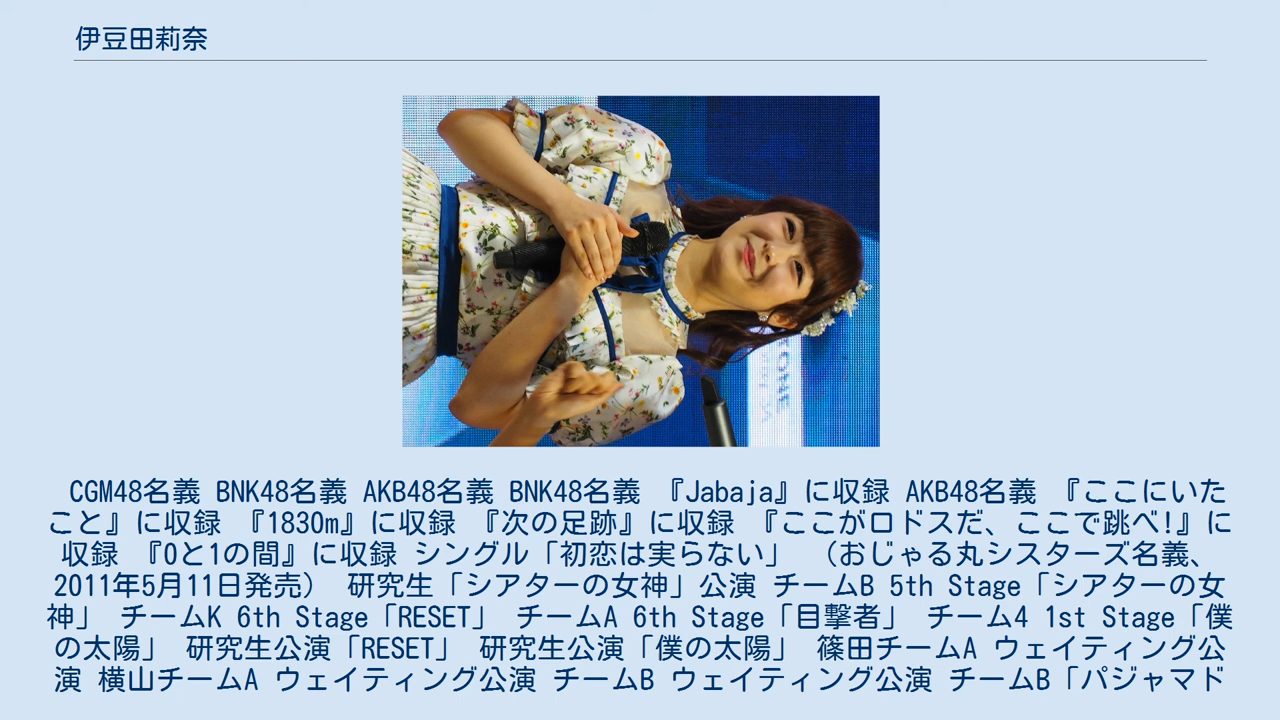 伊豆田莉奈
CGM48名義 BNK48名義 AKB48名義 BNK48名義 『Jabaja』に収録 AKB48名義 『ここにいた
こと』に収録 『1830m』に収録 『次の足跡』に収録 『ここがロドスだ、ここで跳べ!』に
収録 『0と1の間』に収録 シングル「初恋は実らない」 （おじゃる丸シスターズ名義、
2011年5月11日発売） 研究生「シアターの女神」公演 チームB 5th Stage「シアターの女
神」 チームK 6th Stage「RESET」 チームA 6th Stage「目撃者」 チーム4 1st Stage「僕
の太陽」 研究生公演「RESET」 研究生公演「僕の太陽」 篠田チームA ウェイティング公
演 横山チームA ウェイティング公演 チームB ウェイティング公演 チームB「パジャマド